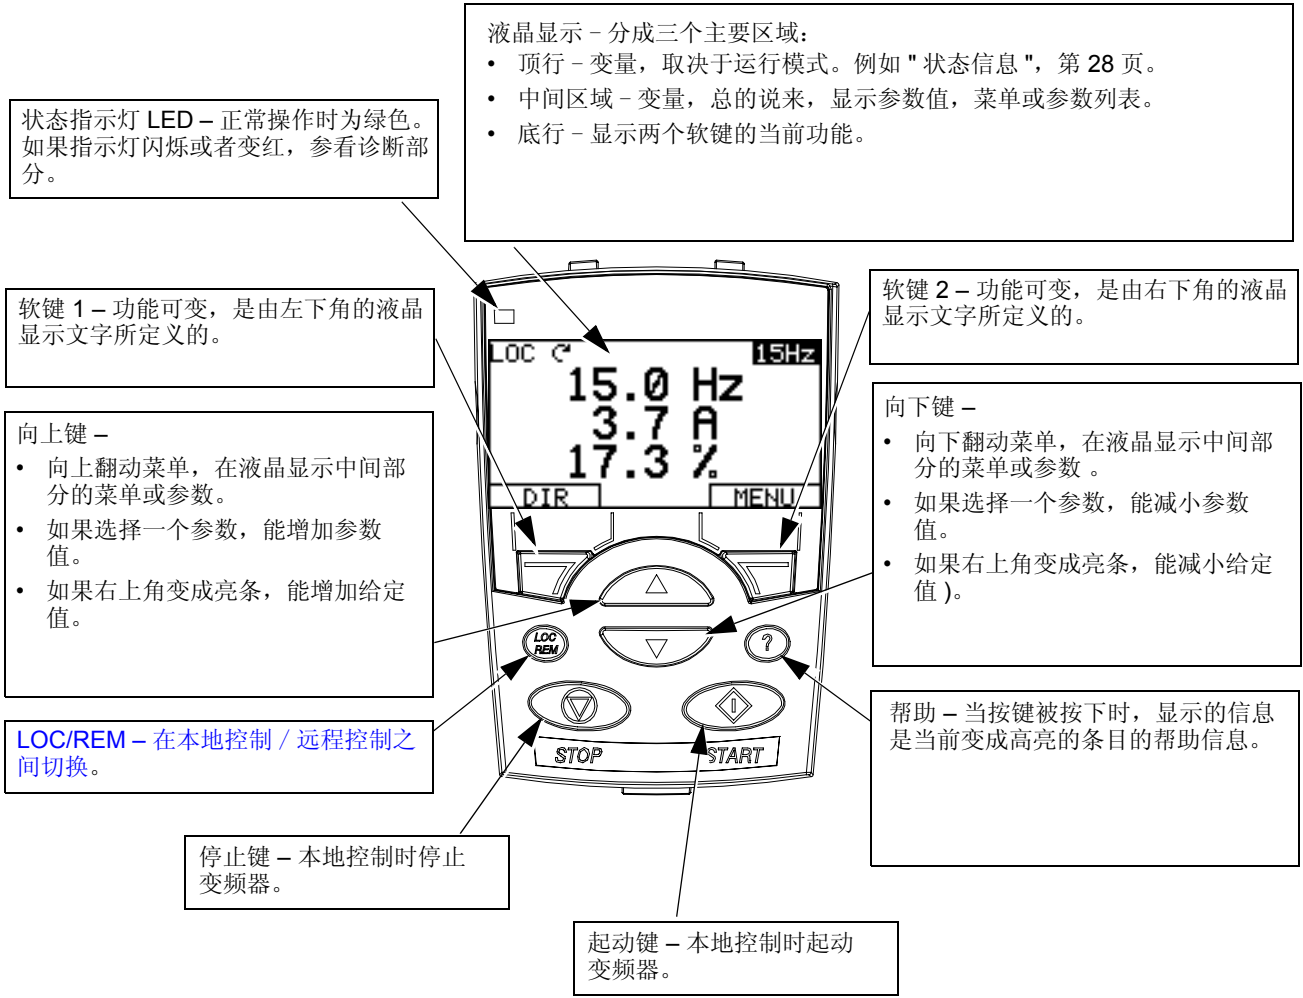 液晶显示 – 分成三个主要区域：
• 顶行 – 变量，取决于运行模式。例如 " 状态信息 "，第 28 页。
• 中间区域 – 变量，总的说来，显示参数值，菜单或参数列表。
• 底行 – 显示两个软键的当前功能。
状态指示灯 LED – 正常操作时为绿色。
如果指示灯闪烁或者变红，参看诊断部
分。
软键 1 – 功能可变，是由左下角的液晶
显示文字所定义的。
软键 2 – 功能可变，是由右下角的液晶
显示文字所定义的。
LOC 15Hz
15.0 Hz
3.7 A
17.3 %
DIR MENU
向上键 –
• 向上翻动菜单，在液晶显示中间部
分的菜单或参数。
• 如果选择一个参数，能增加参数
值。
• 如果右上角变成亮条，能增加给定
值。
向下键 –
• 向下翻动菜单，在液晶显示中间部
分的菜单或参数 。
• 如果选择一个参数，能减小参数
值。
• 如果右上角变成亮条，能减小给定
值 )。
LOC
REM
?
STOP START
LOC/REM – 在本地控制 / 远程控制之
间切换。
帮助 – 当按键被按下时，显示的信息
是当前变成高亮的条目的帮助信息。
停止键 – 本地控制时停止
变频器。
起动键 – 本地控制时起动
变频器。